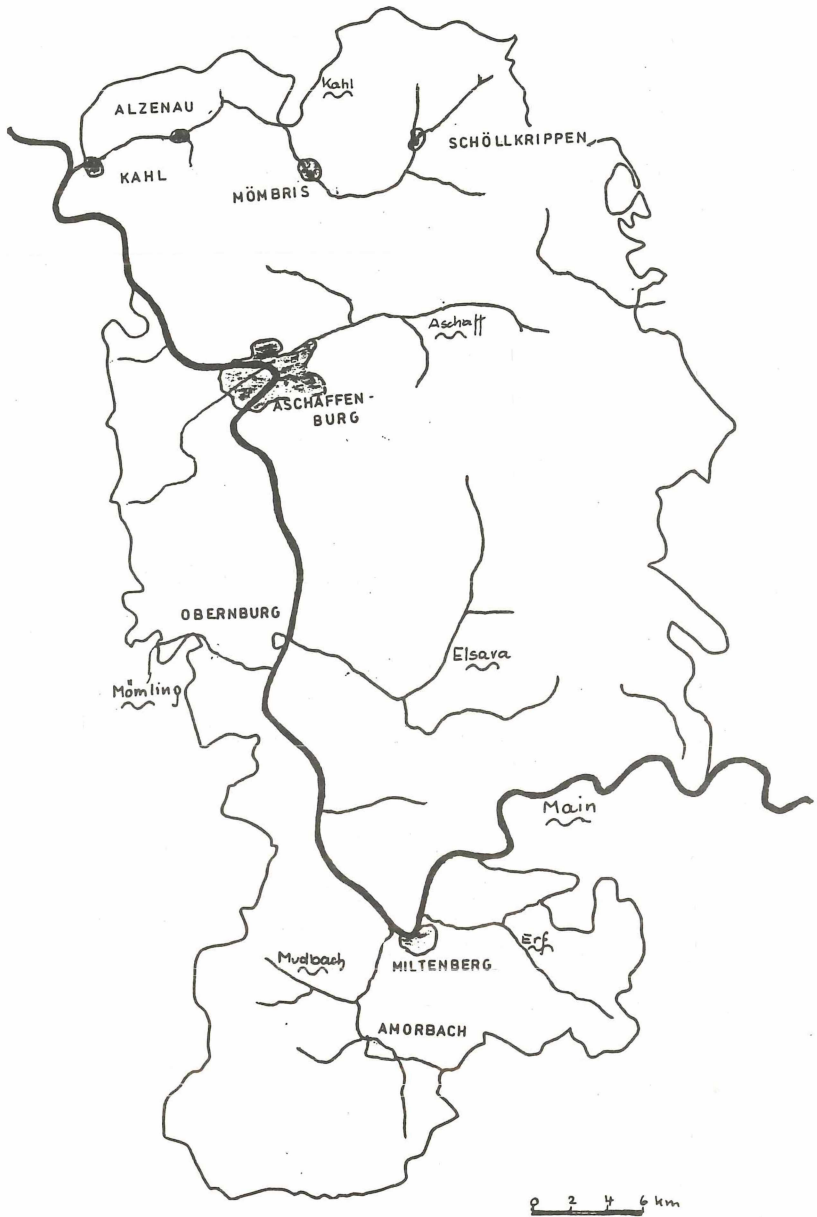 Kahl
ALZENAU
SCHÖLLKRIPPEN
KAHL
MÖMBRIS
Aschaff
ASCHAFFEN-
BURG
OBERNBURG
Elsava
Mömling
Main
Erf
Mudbach
MILTENBERG
AMORBACH
0 2 4 6 km